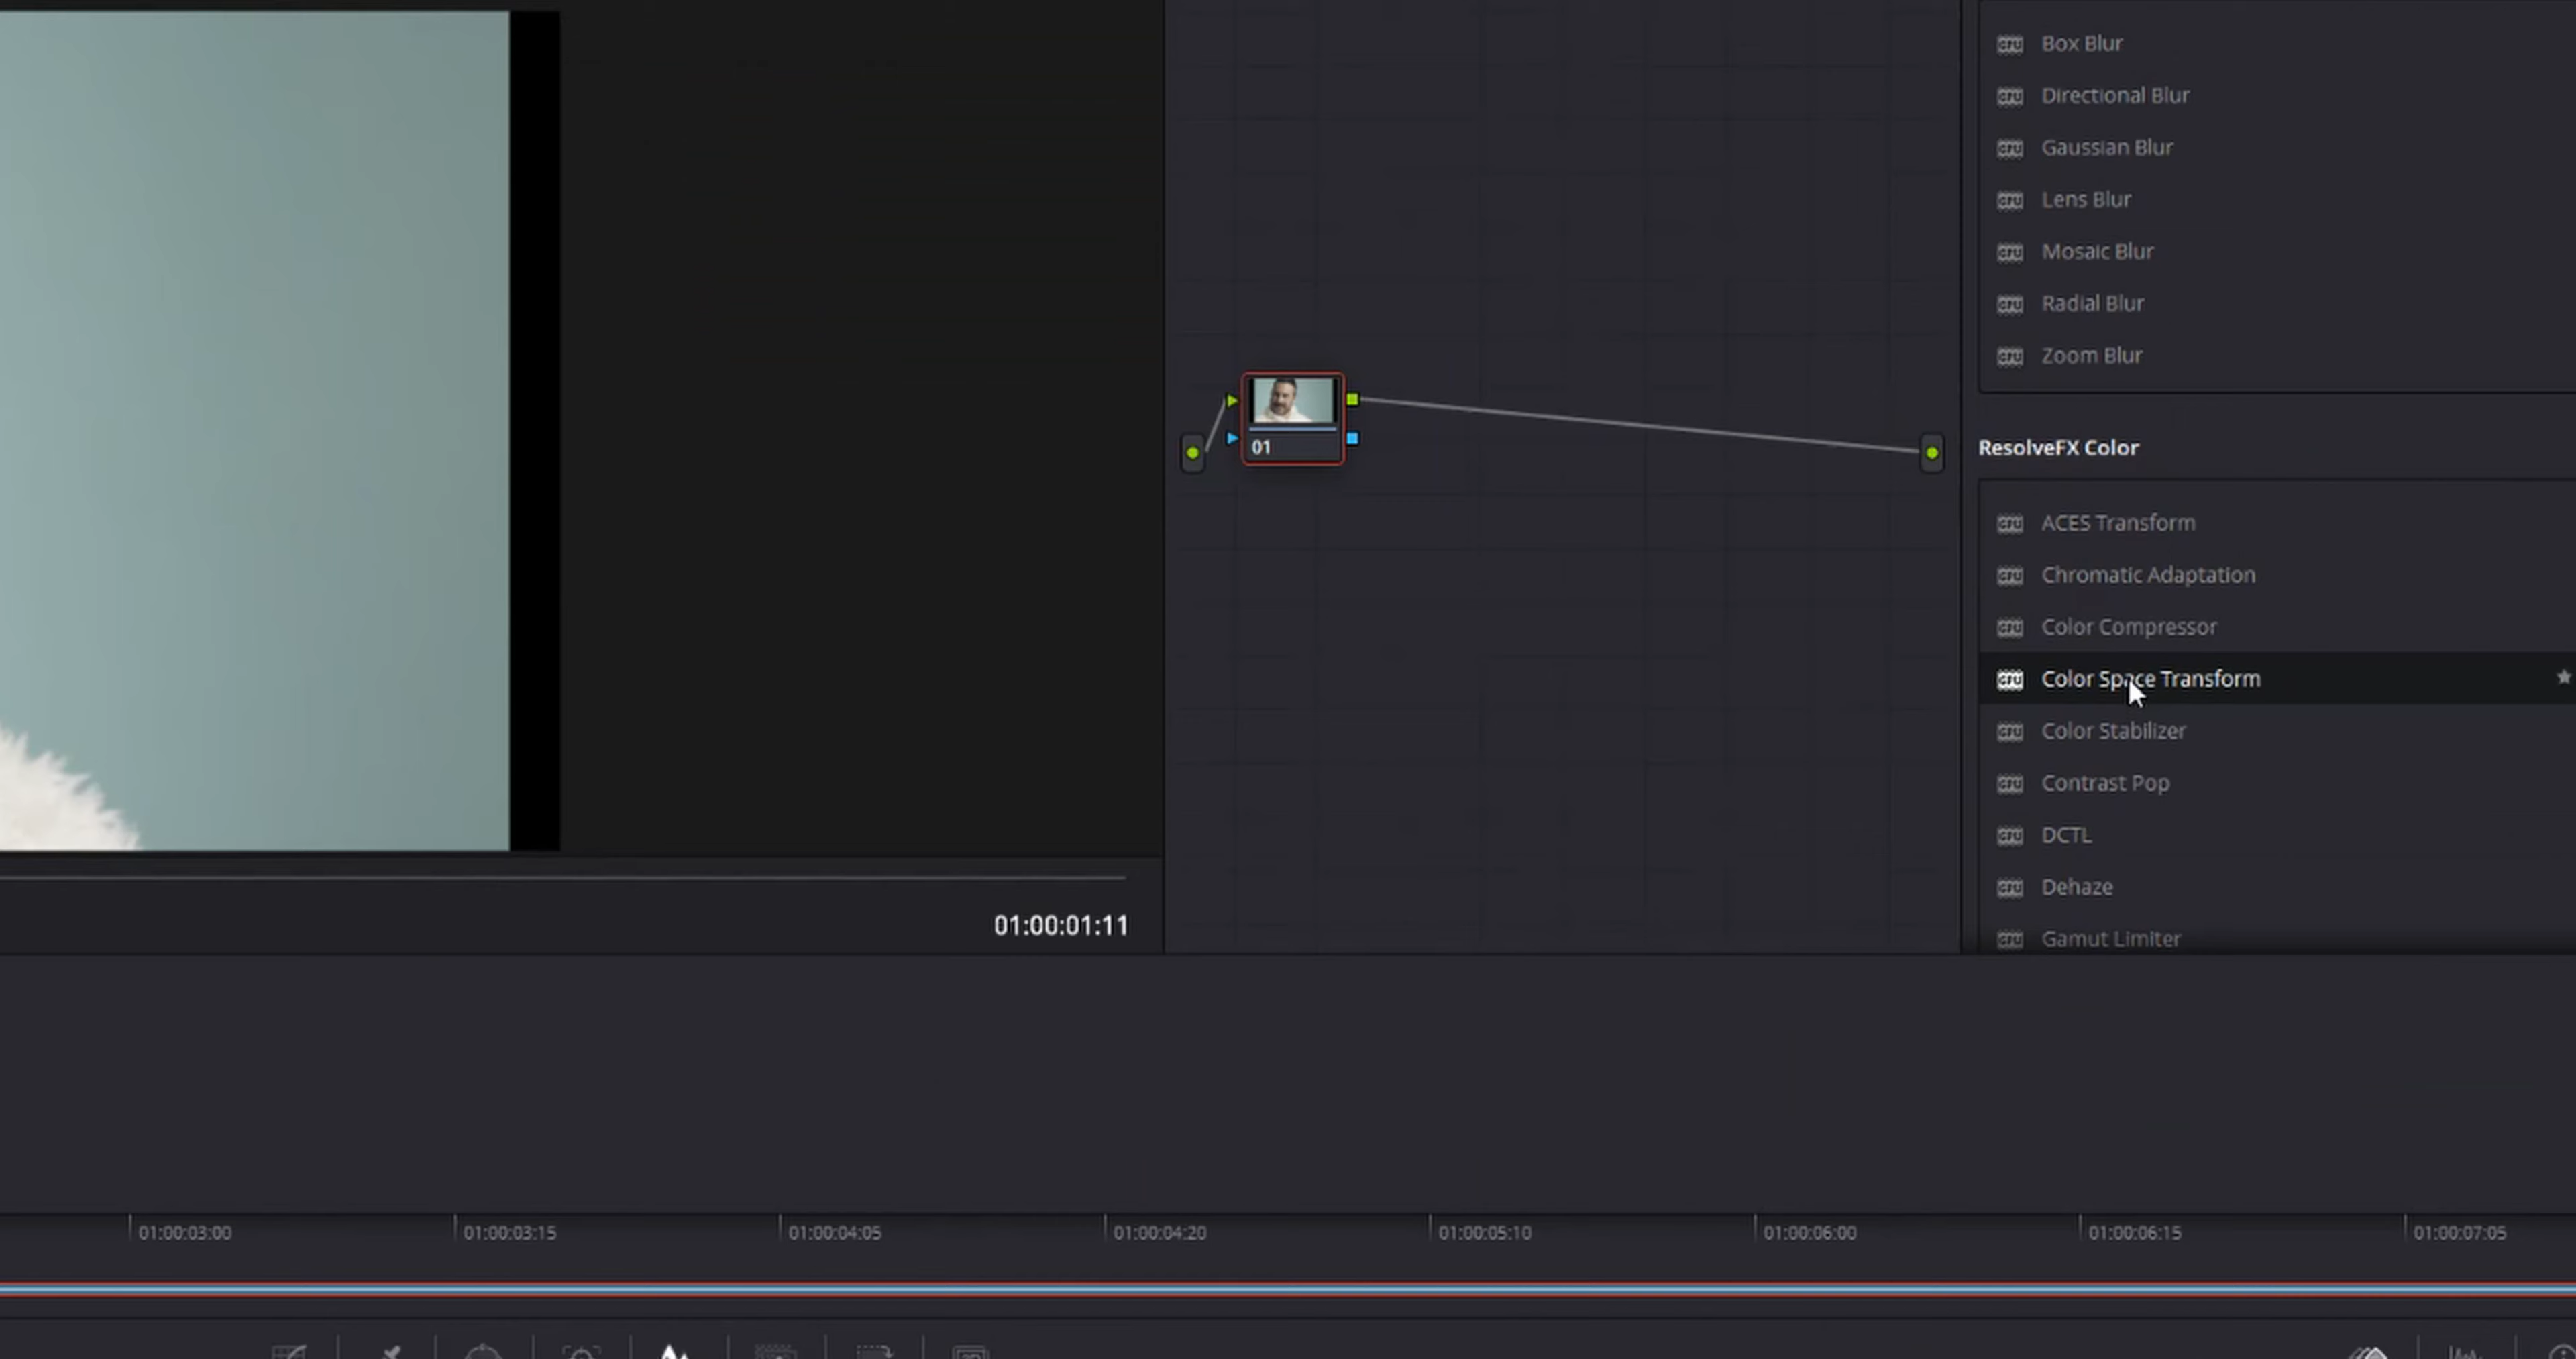 Box Blur
Directional Blur
Gaussian Blur
Lens Blur
Mosaic Blur
Radial Blur
Zoom Blur
01
ResolveFX Color
ACES Transform
Chromatic Adaptation
Color Compressor
Color Space Transform
Color Stabilizer
Contrast Pop
DCTL
Dehaze
Gamut Limiter
01:00:01:11
01:00:03:00
01:00:03:15
01:00:04:05
01:00:04:20
01:00:05:10
01:00:06:00
01:00:06:15
01:00:07:05